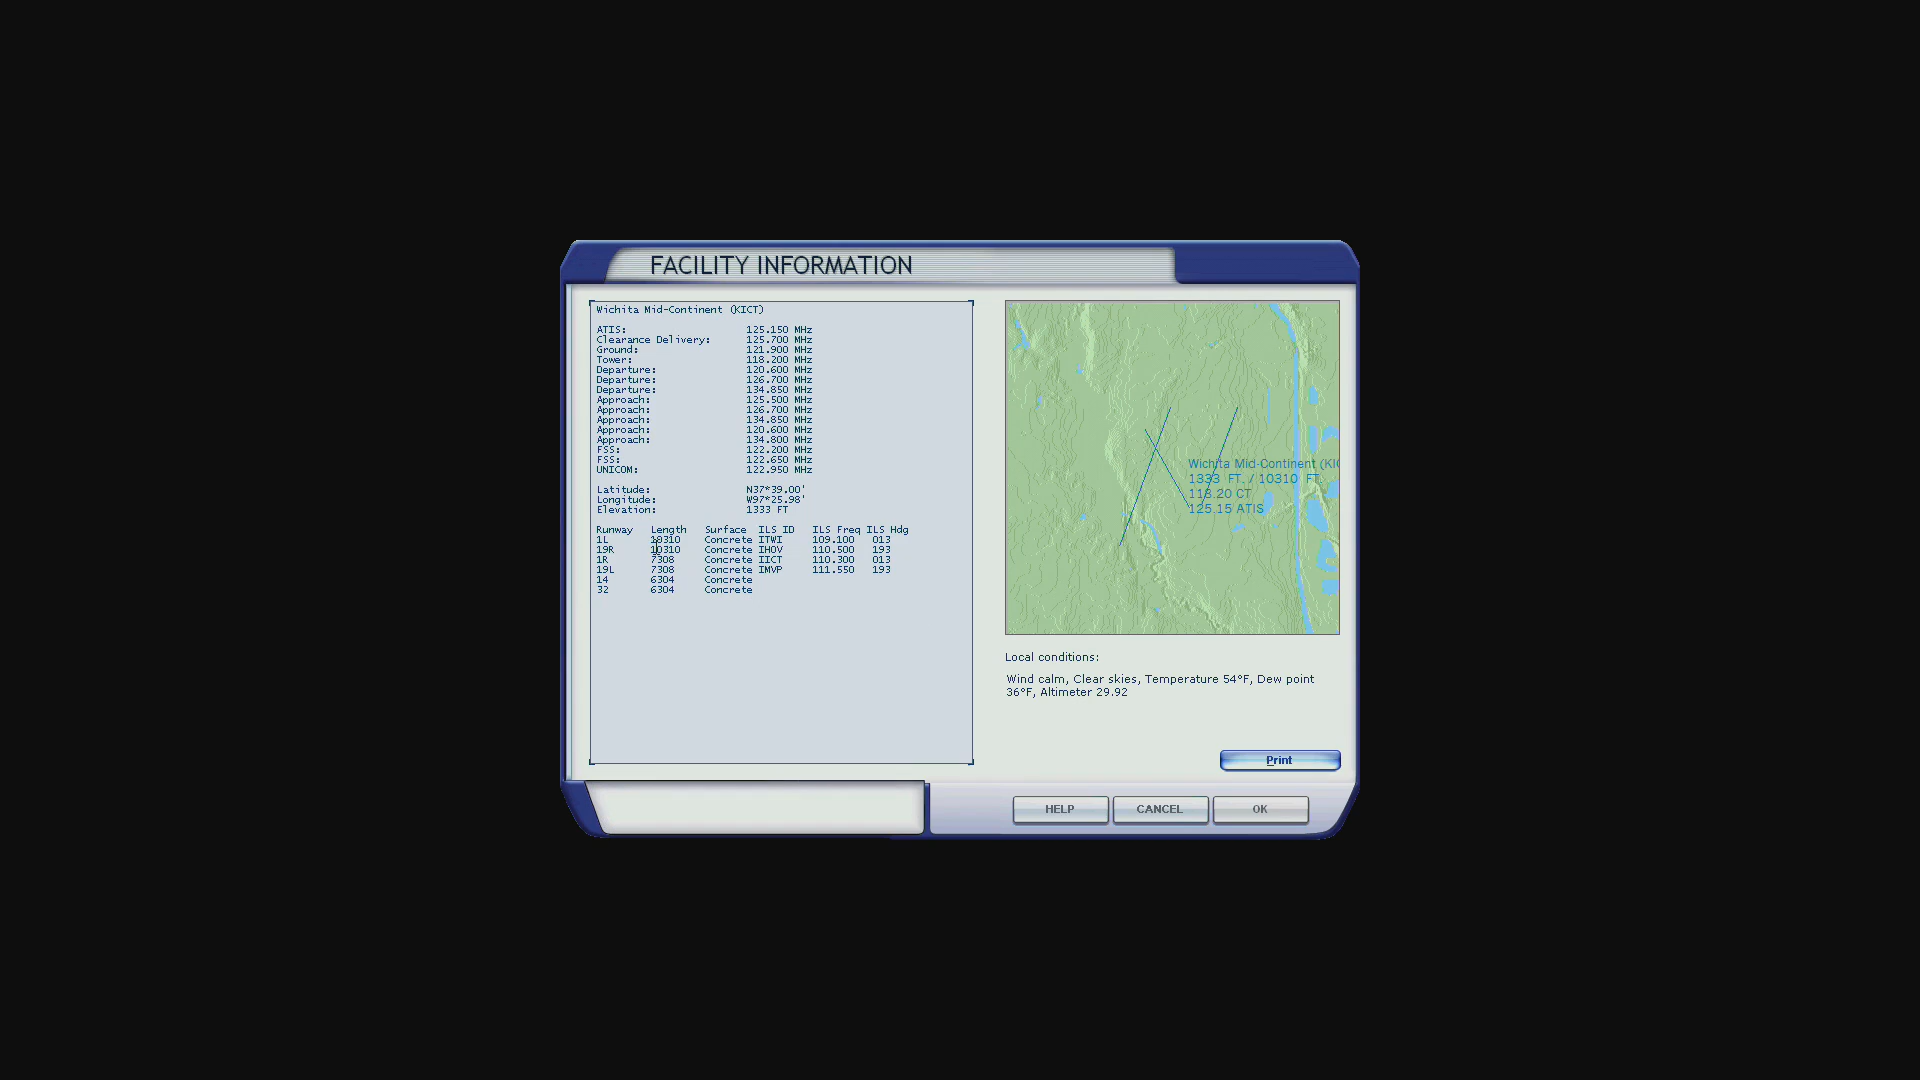 FACILITY INFORMATION
Wichita Mid-Continent (KICT)
ATIS: 125.150 MHz
Clearance Delivery: 125.700 MHz
Ground: 121.900 MHz
Tower: 118.200 MHz
Departure: 120.600 MHz
Departure: 126.700 MHz
Departure: 134.850 MHz
Approach: 125.500 MHz
Approach: 126.700 MHz
Approach: 134.850 MHz
Approach: 120.600 MHz
Approach: 134.800 MHz
FSS: 122.200 MHz
FSS: 122.650 MHz
UNICOM: 122.950 MHz
Latitude: N37*39.00'
Longitude: W97*25.98'
Elevation: 1333 FT
Runway Length Surface ILS ID ILS Freq ILS Hdg
1L 10310 Concrete ITWI 109.100 013
19R 10310 Concrete IHOV 110.500 193
1R 7308 Concrete IICT 110.300 013
19L 7308 Concrete IMVP 111.550 193
14 6304 Concrete
32 6304 Concrete
Wichita Mid-Continent (KIC
1333 FT. / 10310 FT.
118.20 CT
125.15 ATIS
Local conditions:
Wind calm, Clear skies, Temperature 54°F, Dew point
36°F, Altimeter 29.92
Print
HELP CANCEL OK